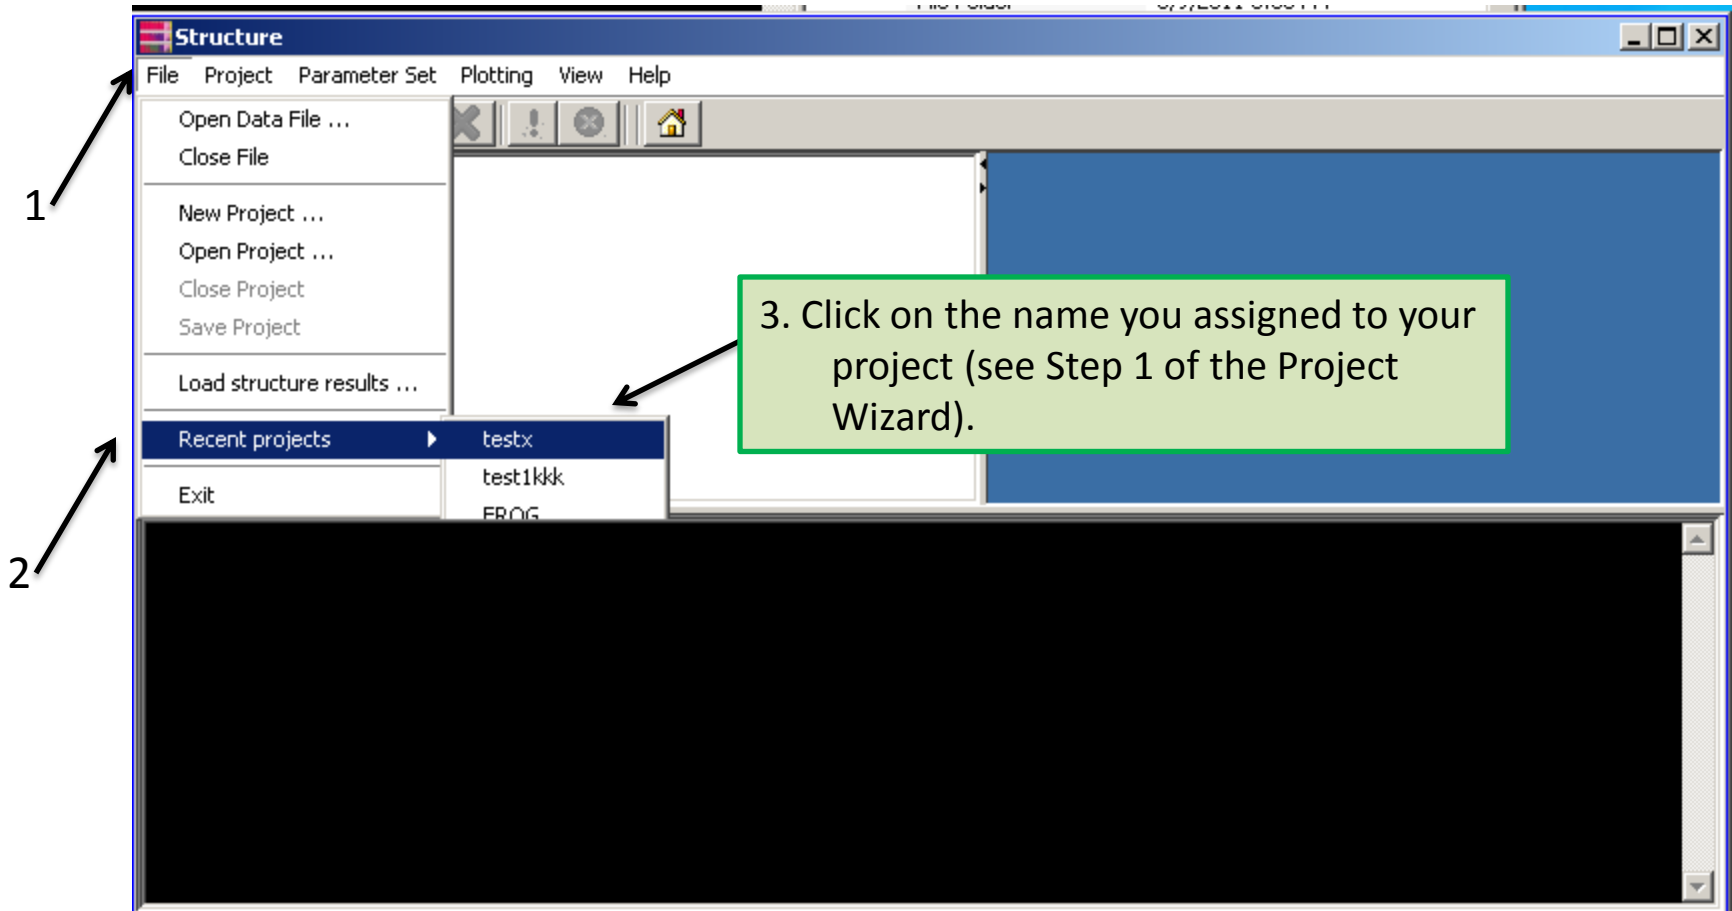 Structure
File Project Parameter Set Plotting View Help
Open Data File ...
Close File
1
New Project ...
Open Project ...
Close Project
Save Project
3. Click on the name you assigned to your
project (see Step 1 of the Project
Wizard).
Load structure results ...
Recent projects
testx
test1kkk
Exit
FROG
2